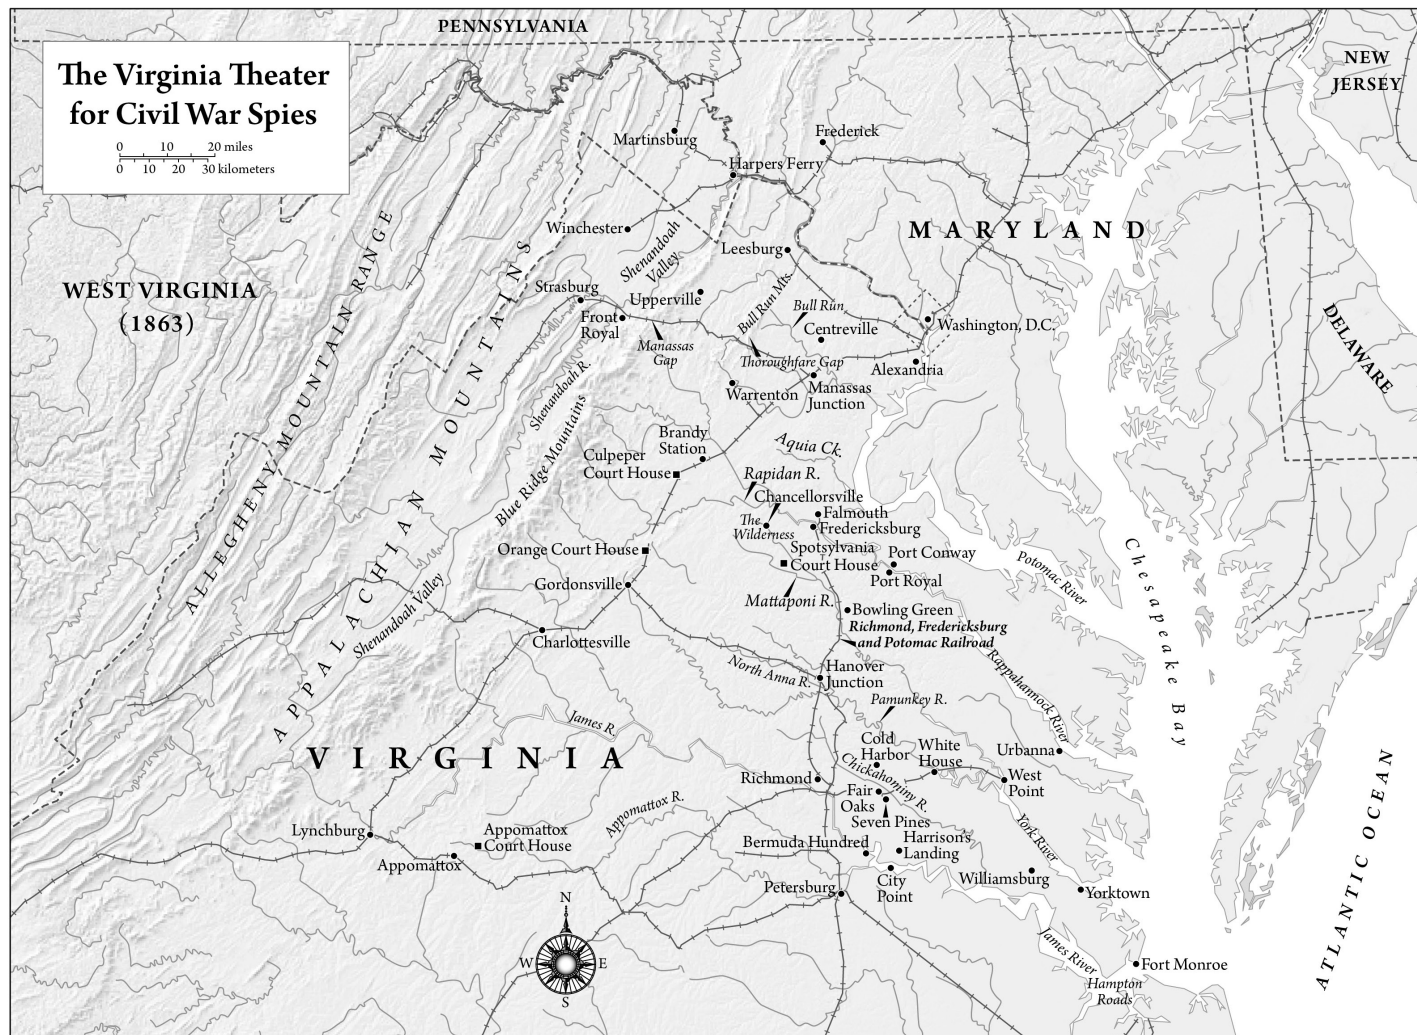 PENNSYLVANIA
The Virginia Theater
for Civil War Spies
0 10 20 miles
0 10 20 30 kilometers
NEW
JERSEY
Martinsburg
Frederick
Harpers Ferry
MARYLAND
Winchester
Shenandoah
Valley
Leesburg
WEST VIRGINIA
(1863)
ALLEGHENY MOUNTAIN RANGE
APPALACHIAN MOUNTAINS
Strasburg
Upperville
Bull Run Mts.
Bull Run
Front
Royal
Manassas
Gap
Centreville
Washington, D.C.
DELAWARE
Thoroughfare Gap
Alexandria
Shenandoah R.
Warrenton
Manassas
Junction
Blue Ridge Mountains
Brandy
Station
Aquia Ck.
Culpeper
Court House
Rapidan R.
Chancellorsville
The
Wilderness
Falmouth
Fredericksburg
Orange Court House
Spotsylvania
Court House
Port Conway
Port Royal
Potomac River
Chesapeake Bay
Gordonsville
Shenandoah Valley
Mattaponi R.
Bowling Green
Richmond, Fredericksburg
and Potomac Railroad
Charlottesville
North Anna R.
Hanover
Junction
Rappahannock River
Pamunkey R.
James R.
VIRGINIA
Cold
Harbor
White
House
Urbanna
Richmond
Chickahominy R.
West
Point
Fair
Oaks
Seven Pines
Appomattox R.
York River
Lynchburg
Appomattox
Court House
Bermuda Hundred
Harrison's
Landing
Appomattox
Petersburg
City
Point
Williamsburg
Yorktown
ATLANTIC OCEAN
N
W
E
S
James River
Fort Monroe
Hampton
Roads